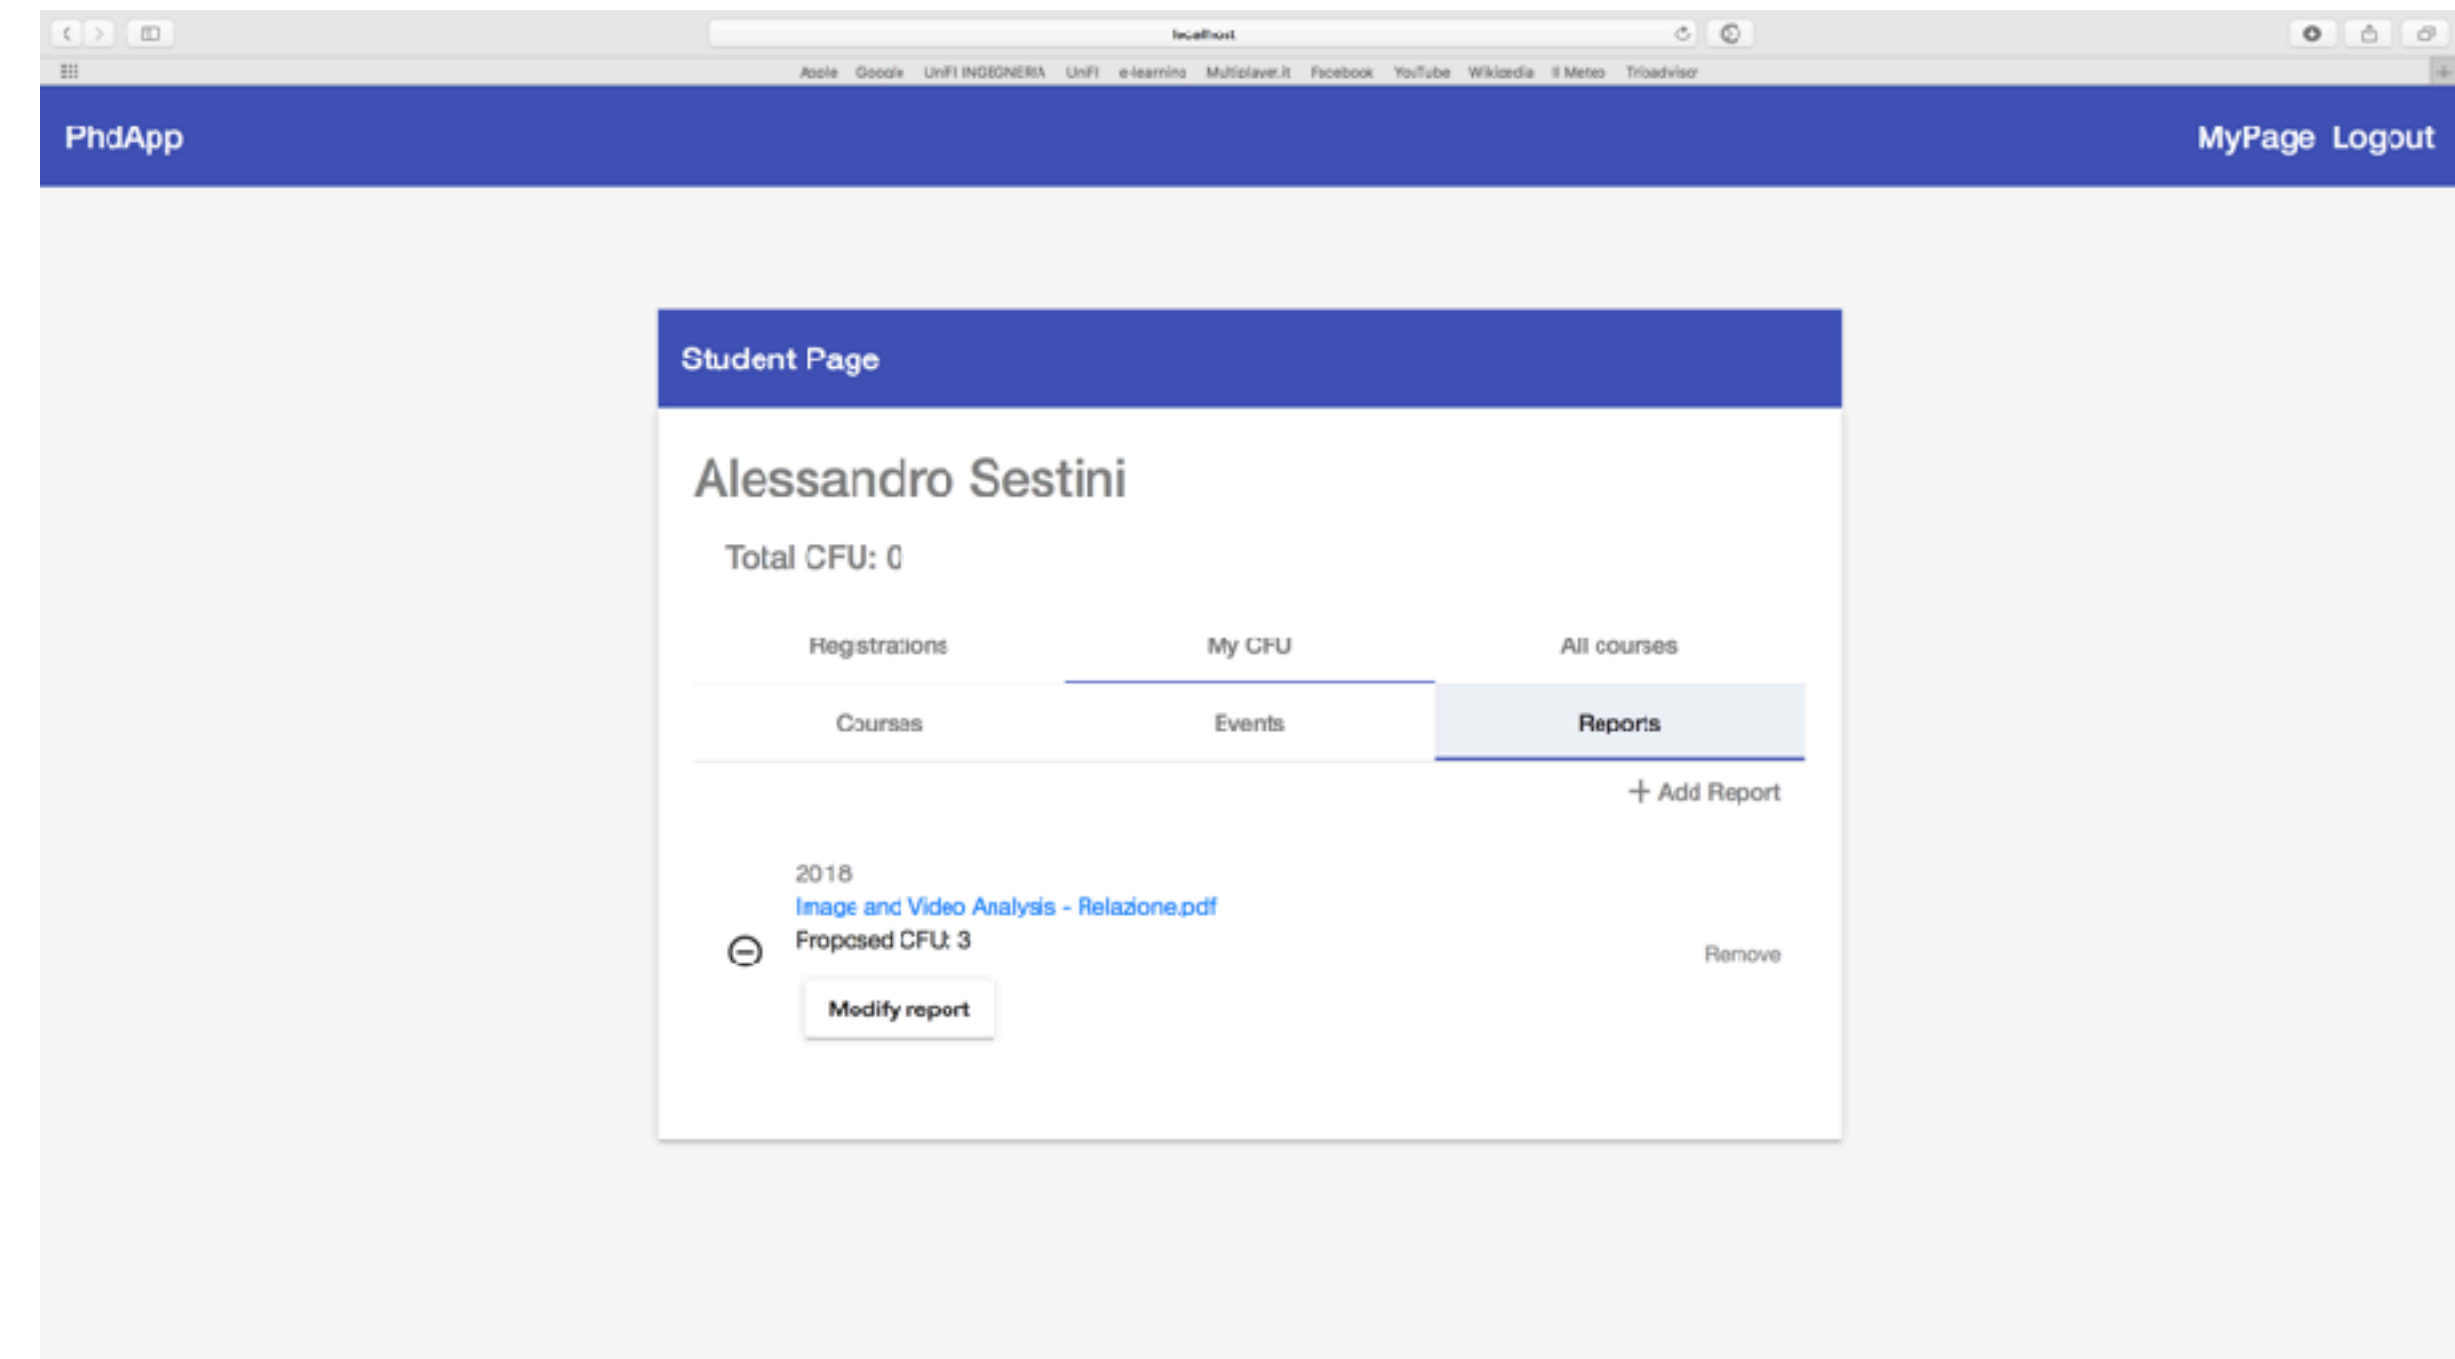 localhost
Apple Google UniFI INGEGNERIA UniFI e-learning Multiplayer.it Facebook YouTube Wikipedia Il Meteo Tripadvisor
PhdApp MyPage Logout
Student Page
Alessandro Sestini
Total CFU: 0
Registrations My CFU All courses
Courses Events Reports
+ Add Report
2018
Image and Video Analysis - Relazione.pdf
Proposed CFU: 3
Remove
Modify report